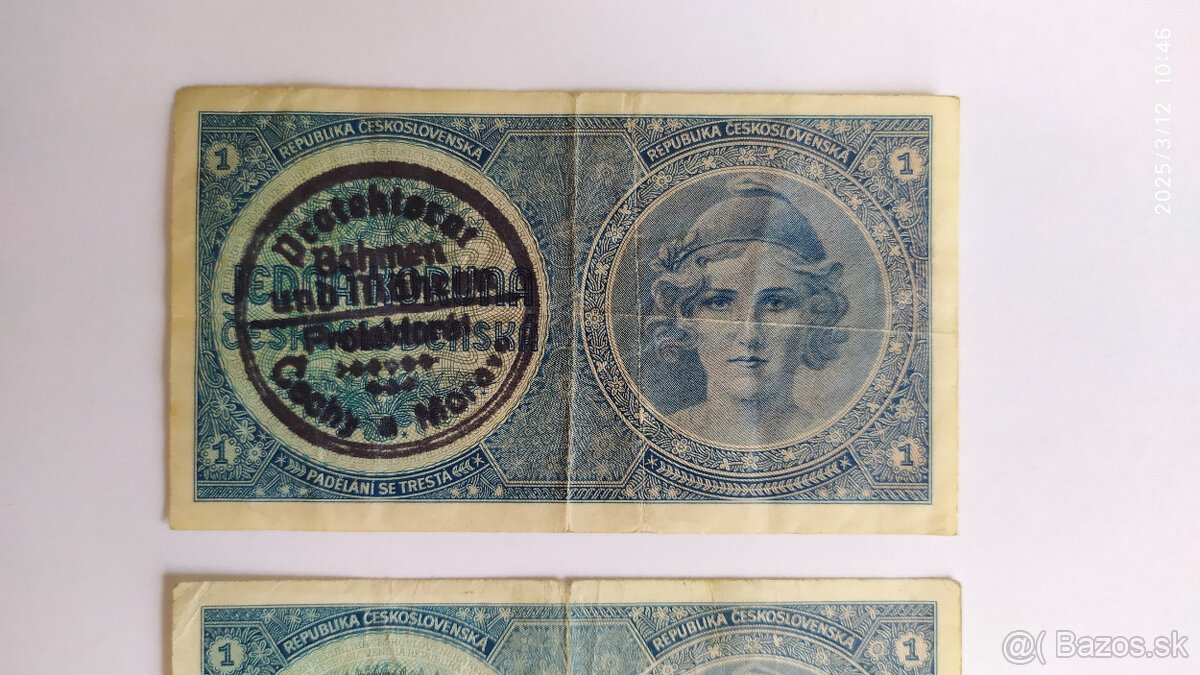 2025/3/12 10:46
REPUBLIKA ČESKOSLOVENSKÁ
REPUBLIKA ČESKOSLOVENSKÁ
1
1
Protektorat
Böhmen
und Mähren
JEDNA KORUNA
ČESKOSLOVENSKÁ
Protektorát
Čechy a Morava
1
1
PADĚLÁNÍ SE TRESTÁ
REPUBLIKA ČESKOSLOVENSKÁ
REPUBLIKA ČESKOSLOVENSKÁ
1
1
@( Bazos.sk